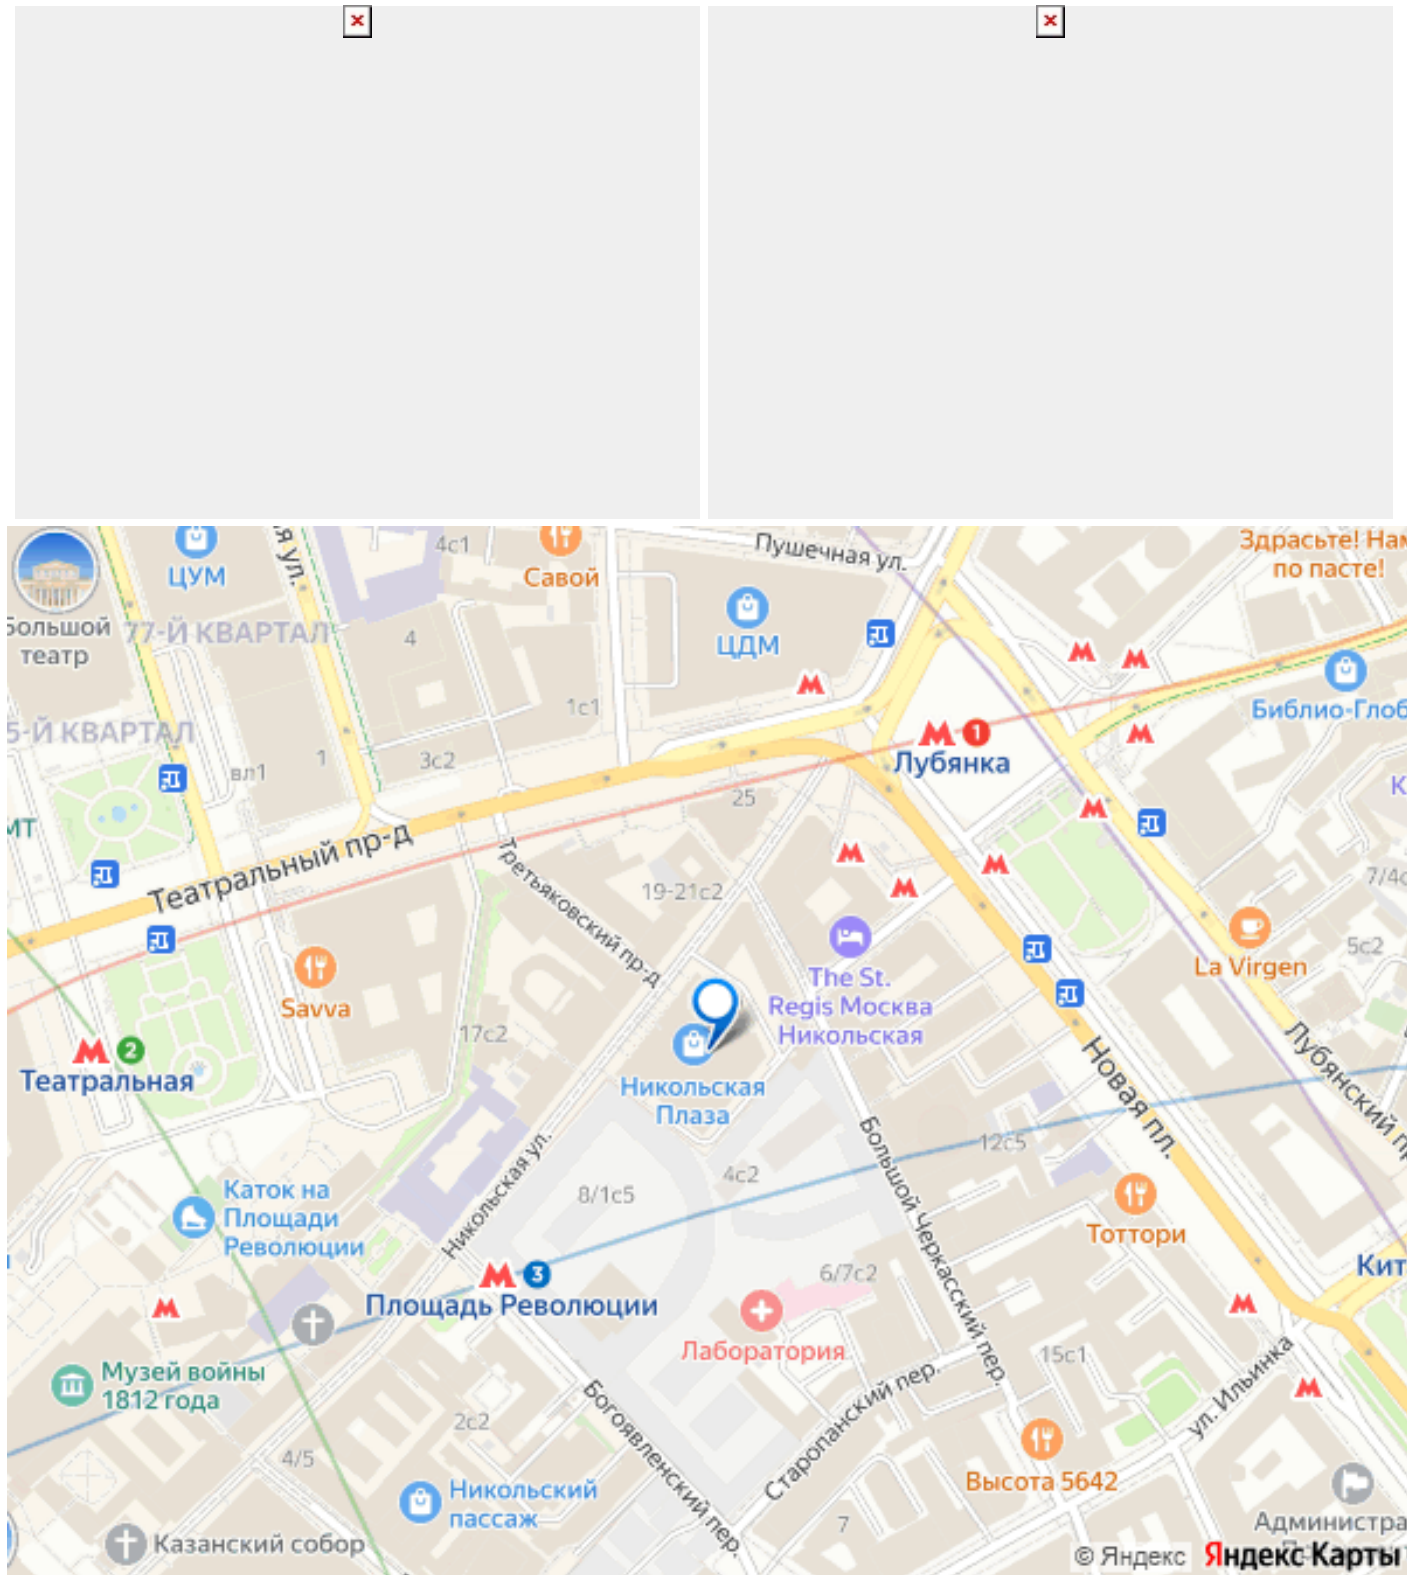 Пушечная ул.
4с1
Савой
ЦУМ
я ул.
Здрасьте! Нам
по пасте!
ЦДМ
Большой
театр
77-Й КВАРТАЛ
4
5-Й КВАРТАЛ
1с1
Библио-Глоб
1
Лубянка
вл1
1
3с2
25
К
МТ
Театральный пр-д
Третьяковский пр-д
19-21с2
7/4с
5с2
La Virgen
Savva
The St.
Regis Москва
Никольская
17с2
2
Театральная
Никольская
Плаза
Новая пл.
Лубянский пр
Большой Черкасский пер.
12с5
Никольская ул.
4с2
8/1с5
Каток на
Площади
Революции
Тоттори
Кит
3
Площадь Революции
6/7с2
Лаборатория
Музей войны
1812 года
15с1
ул. Ильинка
Старопанский пер.
Богоявленский пер.
2с2
4/5
Высота 5642
Никольский
пассаж
7
Казанский собор
Администра
© Яндекс Яндекс Карты